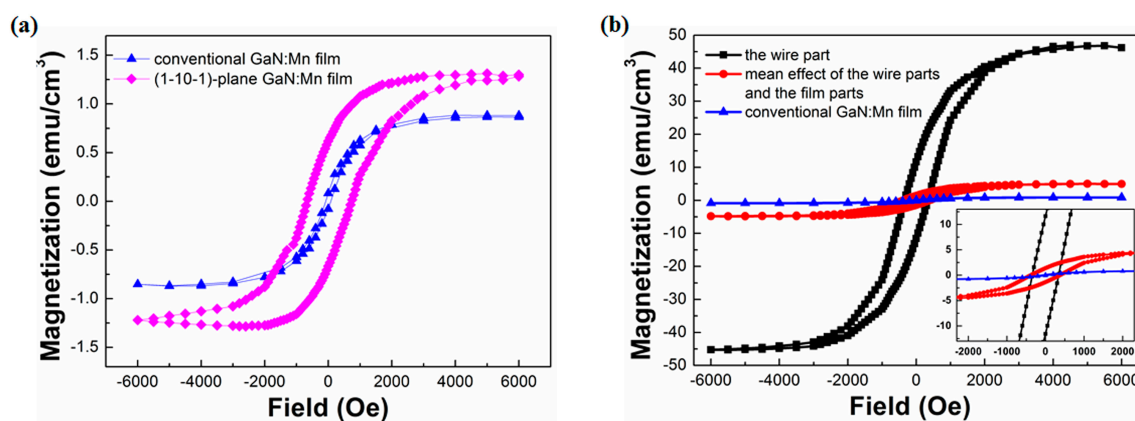 (a)
conventional GaN:Mn film
(1-10-1)-plane GaN:Mn film
Magnetization (emu/cm³)
1.5
1.0
0.5
0.0
-0.5
-1.0
-1.5
-6000 -4000 -2000 0 2000 4000 6000
Field (Oe)
(b)
the wire part
mean effect of the wire parts
and the film parts
conventional GaN:Mn film
Magnetization (emu/cm³)
50
40
30
20
10
0
-10
-20
-30
-40
-50
-6000 -4000 -2000 0 2000 4000 6000
Field (Oe)
10
5
0
-5
-10
-2000 -1000 0 1000 2000